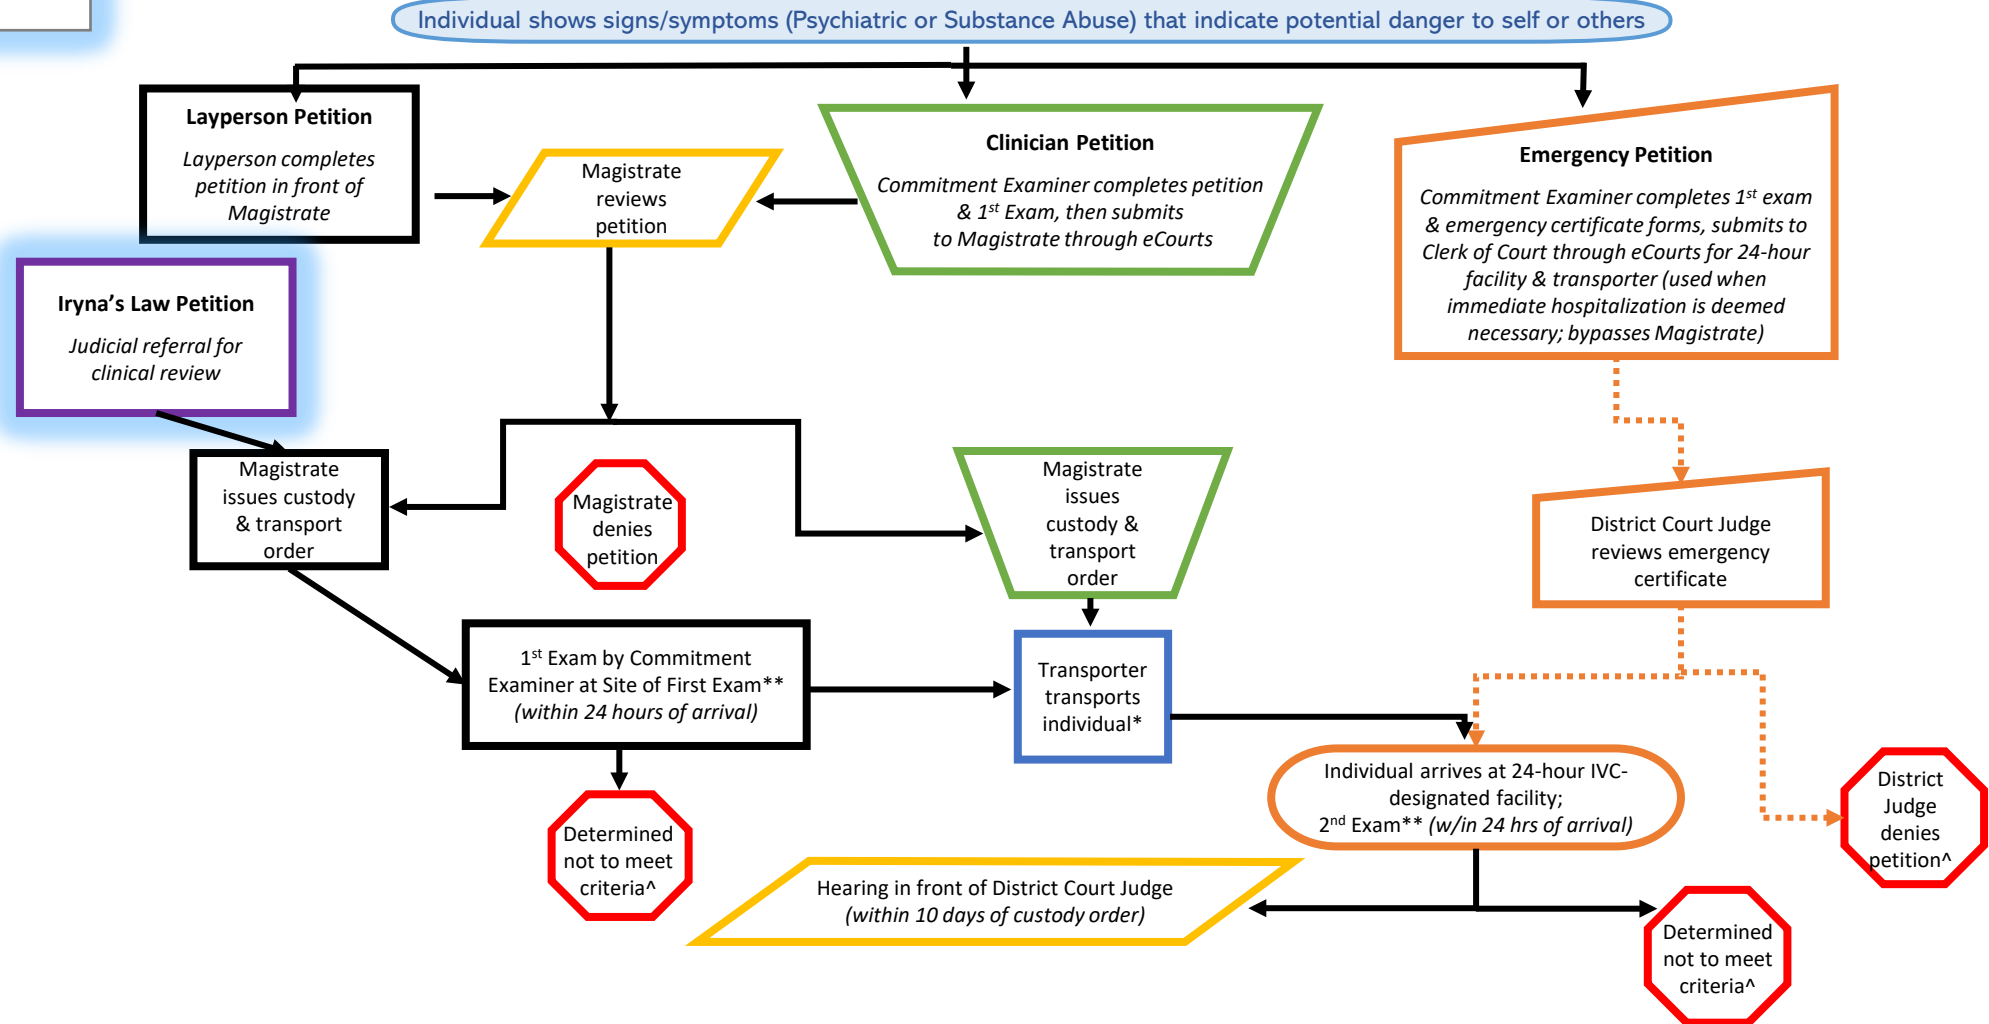 Individual shows signs/symptoms (Psychiatric or Substance Abuse) that indicate potential danger to self or others
Layperson Petition
Layperson completes
petition in front of
Magistrate
Magistrate
reviews
petition
Clinician Petition
Commitment Examiner completes petition
& 1st Exam, then submits
to Magistrate through eCourts
Emergency Petition
Commitment Examiner completes 1st exam
& emergency certificate forms, submits to
Clerk of Court through eCourts for 24-hour
facility & transporter (used when
immediate hospitalization is deemed
necessary; bypasses Magistrate)
Iryna's Law Petition
Judicial referral for
clinical review
Magistrate
issues custody
& transport
order
Magistrate
denies
petition
Magistrate
issues
custody &
transport
order
District Court Judge
reviews emergency
certificate
1st Exam by Commitment
Examiner at Site of First Exam**
(within 24 hours of arrival)
Transporter
transports
individual*
Individual arrives at 24-hour IVC-
designated facility;
2nd Exam** (w/in 24 hrs of arrival)
District
Judge
denies
petition^
Determined
not to meet
criteria^
Hearing in front of District Court Judge
(within 10 days of custody order)
Determined
not to meet
criteria^